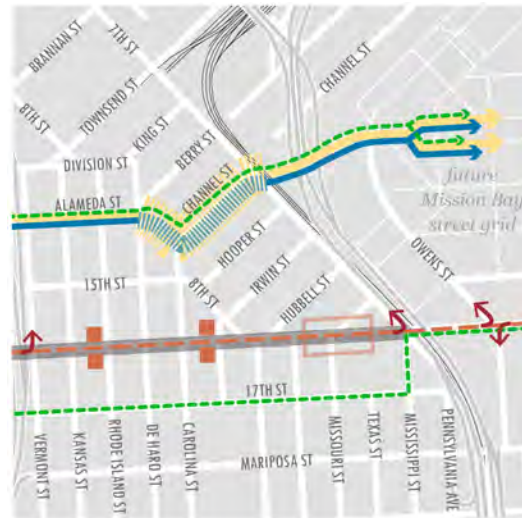 BRANNAN ST
7TH ST
TOWNSEND ST
8TH ST
KING ST
BERRY ST
CHANNEL ST
DIVISION ST
CHANNEL ST
ALAMEDA ST
future
Mission Bay
street grid
HOOPER ST
OWENS ST
IRWIN ST
15TH ST
8TH ST
HUBBELL ST
17TH ST
VERMONT ST
KANSAS ST
RHODE ISLAND ST
DE HARO ST
CAROLINA ST
MARIPOSA ST
MISSOURI ST
TEXAS ST
MISSISSIPPI ST
PENNSYLVANIA AVE